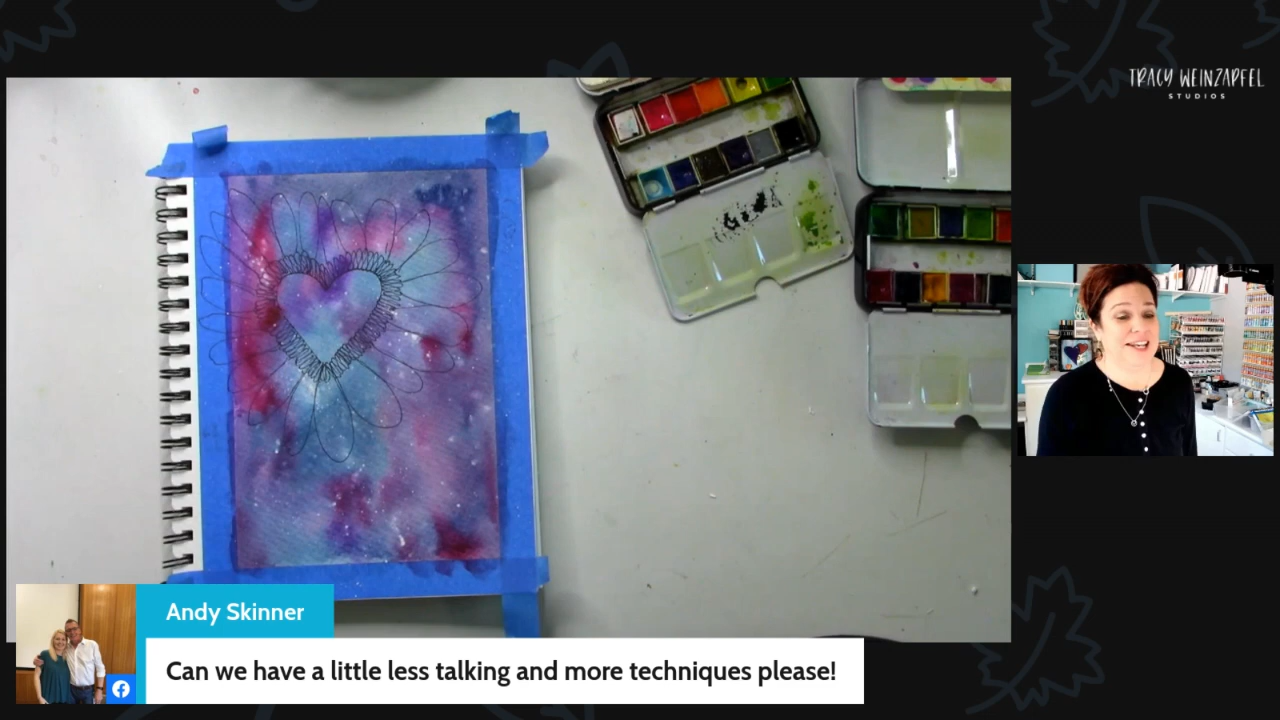 TRACY WEINZAPFEL
STUDIOS
Andy Skinner
Can we have a little less talking and more techniques please!